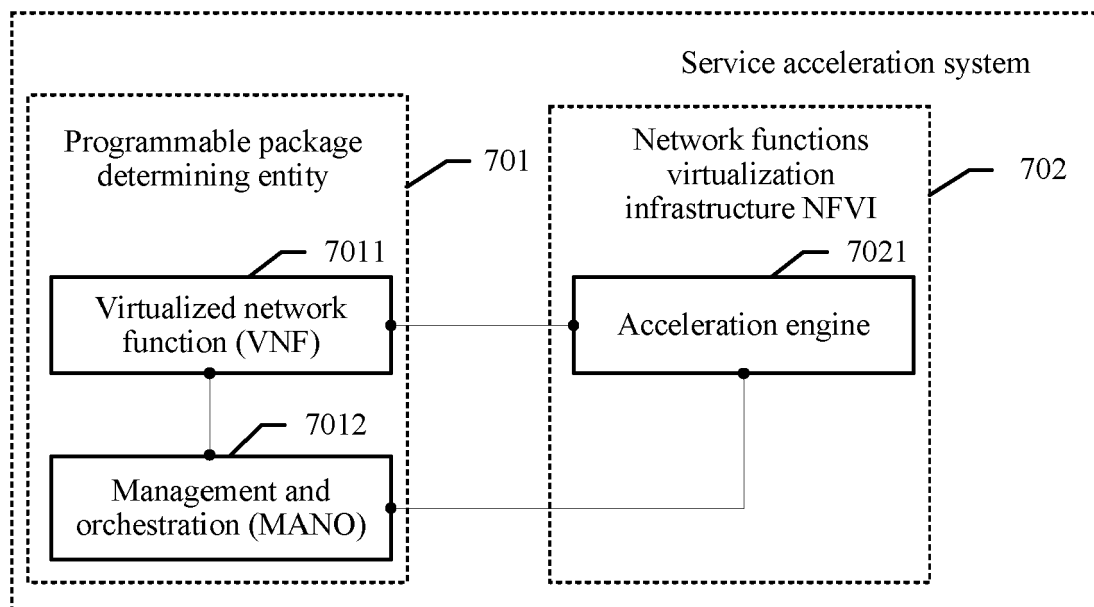 Service acceleration system
Programmable package
determining entity
701
Network functions
virtualization
infrastructure NFVI
702
7011
Virtualized network
function (VNF)
7021
Acceleration engine
7012
Management and
orchestration (MANO)